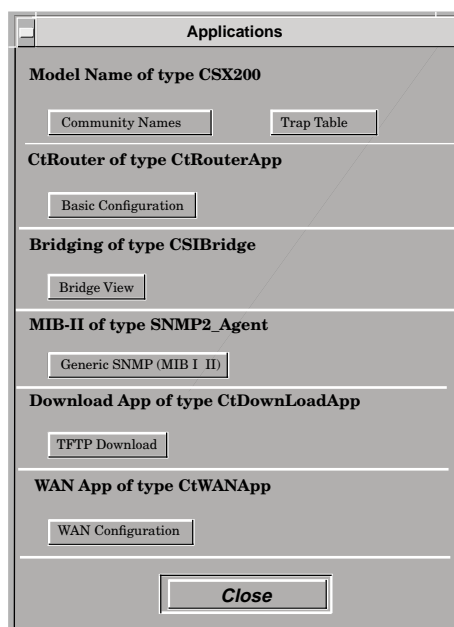 Applications
Model Name of type CSX200
Community Names Trap Table
CtRouter of type CtRouterApp
Basic Configuration
Bridging of type CSIBridge
Bridge View
MIB-II of type SNMP2_Agent
Generic SNMP (MIB I II)
Download App of type CtDownLoadApp
TFTP Download
WAN App of type CtWANApp
WAN Configuration
Close